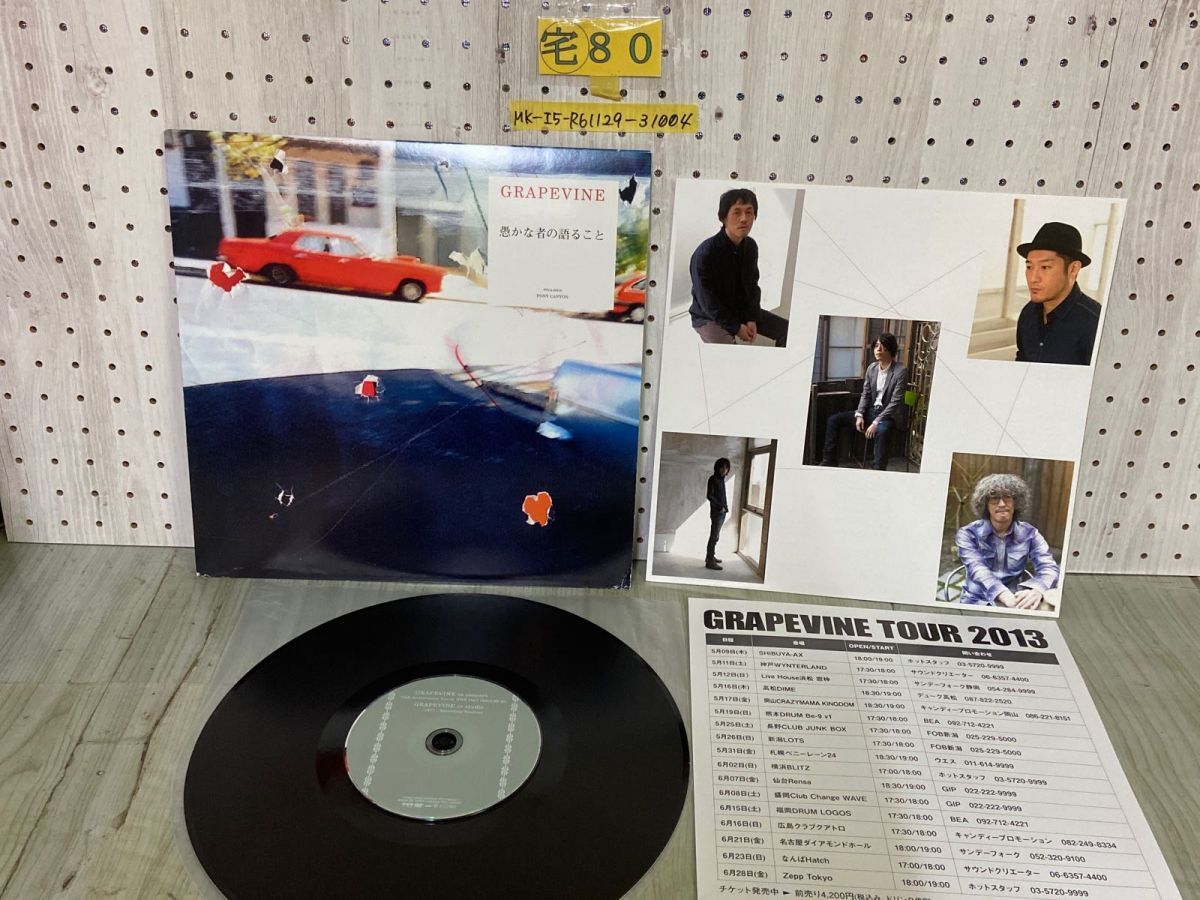 宅80
MK-I5-R61129-31004
GRAPEVINE
愚かな者の語ること
PONY CANYON
GRAPEVINE TOUR 2013
日程 会場 OPEN/START 問い合わせ
5月09日(木) SHIBUYA-AX 18:00/19:00 ホットスタッフ 03-5720-9999
5月11日(土) 神戸WYNTERLAND 17:30/18:00 サウンドクリエーター 06-6357-4400
5月12日(日) Live House浜松 窓枠 17:30/18:00 サンデーフォーク静岡 054-284-9999
5月16日(木) 高松DIME 18:30/19:00 デューク高松 087-822-2520
5月17日(金) 岡山CRAZYMAMA KINGDOM 18:30/19:00 キャンディープロモーション岡山 086-221-8151
5月19日(日) 熊本DRUM Be-9 v1 17:30/18:00 BEA 092-712-4221
5月25日(土) 長野CLUB JUNK BOX 17:30/18:00 FOB新潟 025-229-5000
5月26日(日) 新潟LOTS 17:30/18:00 FOB新潟 025-229-5000
5月31日(金) 札幌ペニーレーン24 18:30/19:00 ウエス 011-614-9999
6月02日(日) 横浜BLITZ 17:00/18:00 ホットスタッフ 03-5720-9999
6月07日(金) 仙台Rensa 18:30/19:00 GIP 022-222-9999
6月08日(土) 盛岡Club Change WAVE 17:30/18:00 GIP 022-222-9999
6月15日(土) 福岡DRUM LOGOS 17:30/18:00 BEA 092-712-4221
6月16日(日) 広島クラブクアトロ 17:30/18:00 キャンディープロモーション 082-249-8334
6月21日(金) 名古屋ダイアモンドホール 18:00/19:00 サンデーフォーク 052-320-9100
6月23日(日) なんばHatch 17:00/18:00 サウンドクリエーター 06-6357-4400
6月28日(金) Zepp Tokyo 18:00/19:00 ホットスタッフ 03-5720-9999
チケット発売中 ► 前売り4,200円(税込み
GRAPEVINE in concert
GRAPEVINE in studio